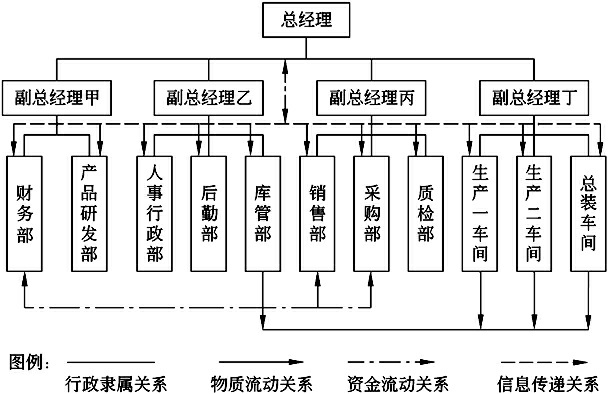 总经理
副总经理甲
副总经理乙
副总经理丙
副总经理丁
财务部
产品研发部
人事行政部
后勤部
库管部
销售部
采购部
质检部
生产一车间
生产二车间
总装车间
图例:
行政隶属关系
物质流动关系
资金流动关系
信息传递关系